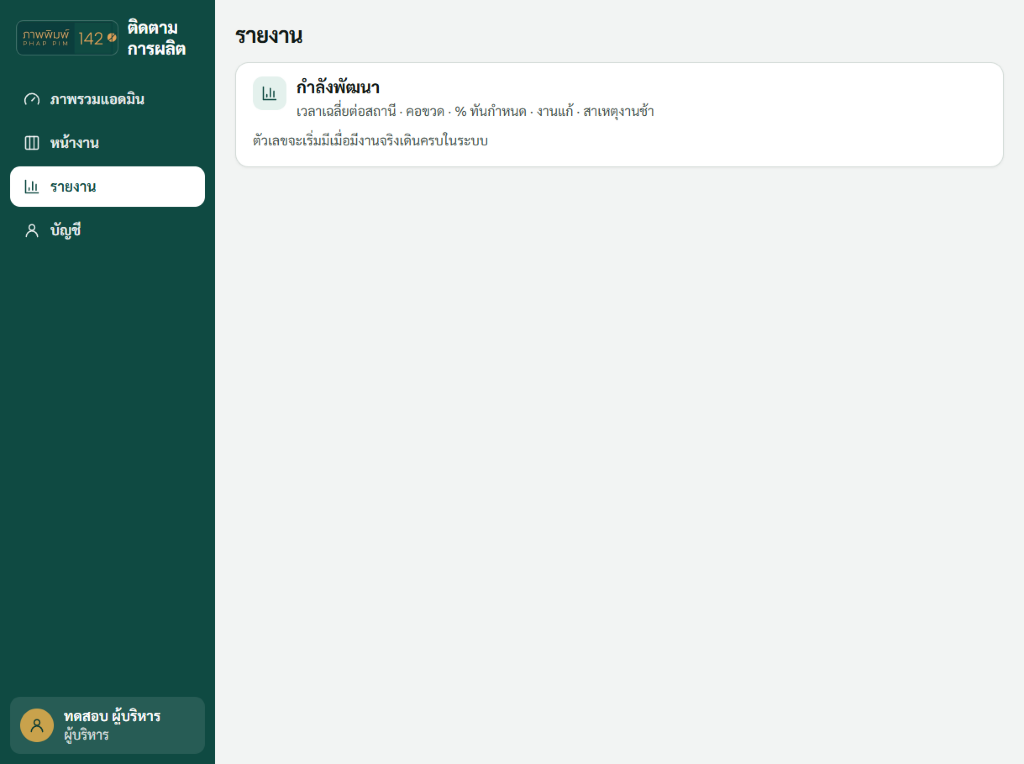 ภาพพิมพ์
PHAP PIM
142
ติดตาม
การผลิต
ภาพรวมแอดมิน
หน้างาน
รายงาน
บัญชี
ทดสอบ ผู้บริหาร
ผู้บริหาร
รายงาน
กำลังพัฒนา
เวลาเฉลี่ยต่อสถานี · คอขวด · % ทันกำหนด · งานแก้ · สาเหตุงานช้า
ตัวเลขจะเริ่มมีเมื่อมีงานจริงเดินครบในระบบ